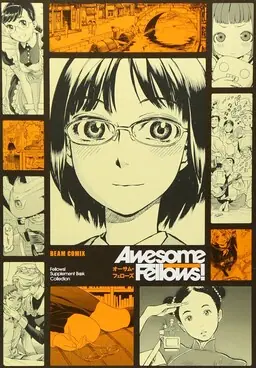 BEAM COMIX
Fellows!
Supplement Book
Collection
Awesome
オーサム・
フェローズ
Fellows!